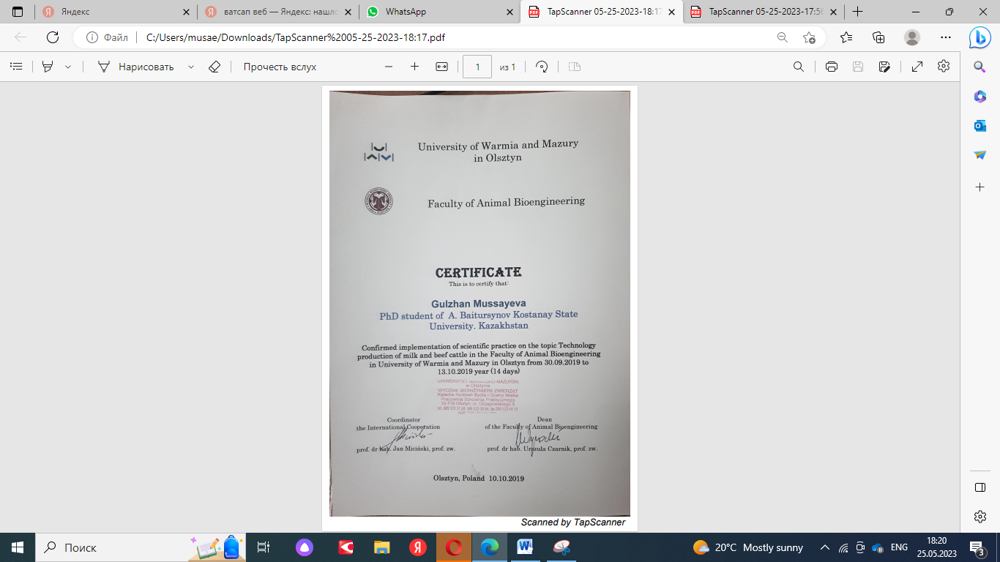 Яндекс
ватсап веб — Яндекс: нашло
WhatsApp
TapScanner 05-25-2023-18:17
TapScanner 05-25-2023-17:56
Файл
C:/Users/musae/Downloads/TapScanner%2005-25-2023-18:17.pdf
Нарисовать
Прочесть вслух
1
из 1
University of Warmia and Mazury
in Olsztyn
Faculty of Animal Bioengineering
CERTIFICATE
This is to certify that:
Gulzhan Mussayeva
PhD student of A. Baitursynov Kostanay State
University. Kazakhstan
Confirmed implementation of scientific practice on the topic Technology
production of milk and beef cattle in the Faculty of Animal Bioengineering
in University of Warmia and Mazury in Olsztyn from 30.09.2019 to
13.10.2019 year (14 days)
UNIWERSYTET WARMIŃSKO-MAZURSKI
w Olsztynie
WYDZIAŁ BIOINŻYNIERII ZWIERZĄT
Katedra Hodowli Bydła i Oceny Mleka
Pracownia Szkolenia Praktycznego
10-719 Olsztyn, ul. Oczapowskiego 5
Coordinator
the International Cooperation
prof. dr hab. Jan Miciński, prof. zw.
Dean
of the Faculty of Animal Bioengineering
prof. dr hab. Urszula Czarnik, prof. zw.
Olsztyn, Poland 10.10.2019
Scanned by TapScanner
Поиск
20°C Mostly sunny
ENG
18:20
25.05.2023
3